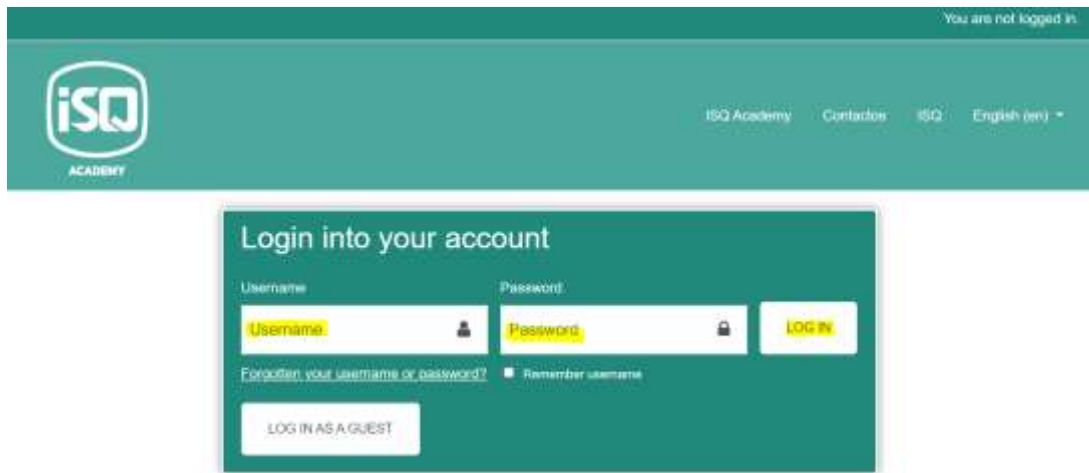 You are not logged in.
iSQ
ACADEMY
ISQ Academy Contactos ISQ English (en)
Login into your account
Username Password
Username Password LOG IN
Forgotten your username or password? Remember username
LOG IN AS A GUEST